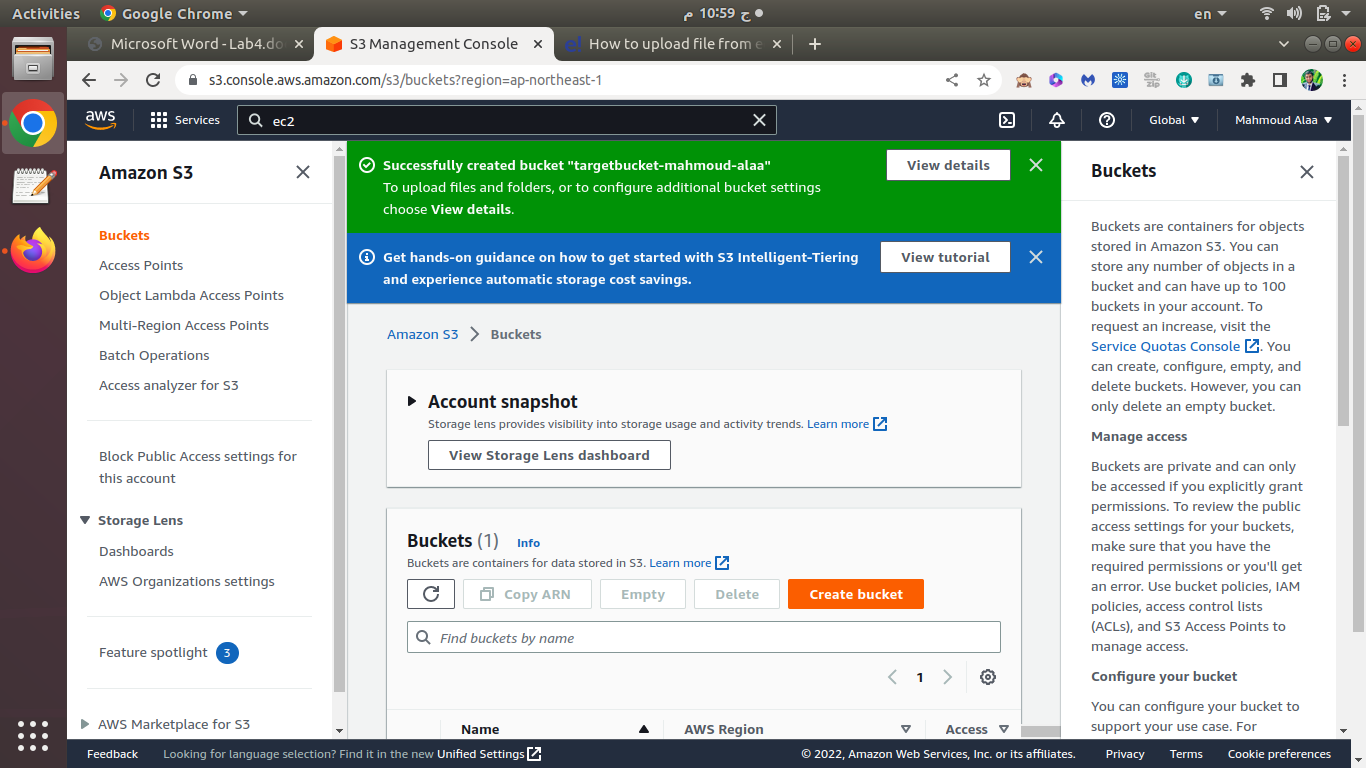 Activities
Google Chrome
ح 10:59 م
en
Microsoft Word - Lab4.do
S3 Management Console
How to upload file from e
s3.console.aws.amazon.com/s3/buckets?region=ap-northeast-1
aws
Services
ec2
Global
Mahmoud Alaa
Amazon S3
Buckets
Access Points
Object Lambda Access Points
Multi-Region Access Points
Batch Operations
Access analyzer for S3
Block Public Access settings for
this account
Storage Lens
Dashboards
AWS Organizations settings
Feature spotlight 3
AWS Marketplace for S3
Successfully created bucket "targetbucket-mahmoud-alaa"
To upload files and folders, or to configure additional bucket settings
choose View details.
View details
Get hands-on guidance on how to get started with S3 Intelligent-Tiering
and experience automatic storage cost savings.
View tutorial
Amazon S3 > Buckets
Account snapshot
Storage lens provides visibility into storage usage and activity trends. Learn more
View Storage Lens dashboard
Buckets (1) Info
Buckets are containers for data stored in S3. Learn more
Copy ARN
Empty
Delete
Create bucket
Find buckets by name
1
Name
AWS Region
Access
Buckets
Buckets are containers for objects
stored in Amazon S3. You can
store any number of objects in a
bucket and can have up to 100
buckets in your account. To
request an increase, visit the
Service Quotas Console. You
can create, configure, empty, and
delete buckets. However, you can
only delete an empty bucket.
Manage access
Buckets are private and can only
be accessed if you explicitly grant
permissions. To review the public
access settings for your buckets,
make sure that you have the
required permissions or you'll get
an error. Use bucket policies, IAM
policies, access control lists
(ACLs), and S3 Access Points to
manage access.
Configure your bucket
You can configure your bucket to
support your use case. For
Feedback
Looking for language selection? Find it in the new Unified Settings
© 2022, Amazon Web Services, Inc. or its affiliates.
Privacy
Terms
Cookie preferences